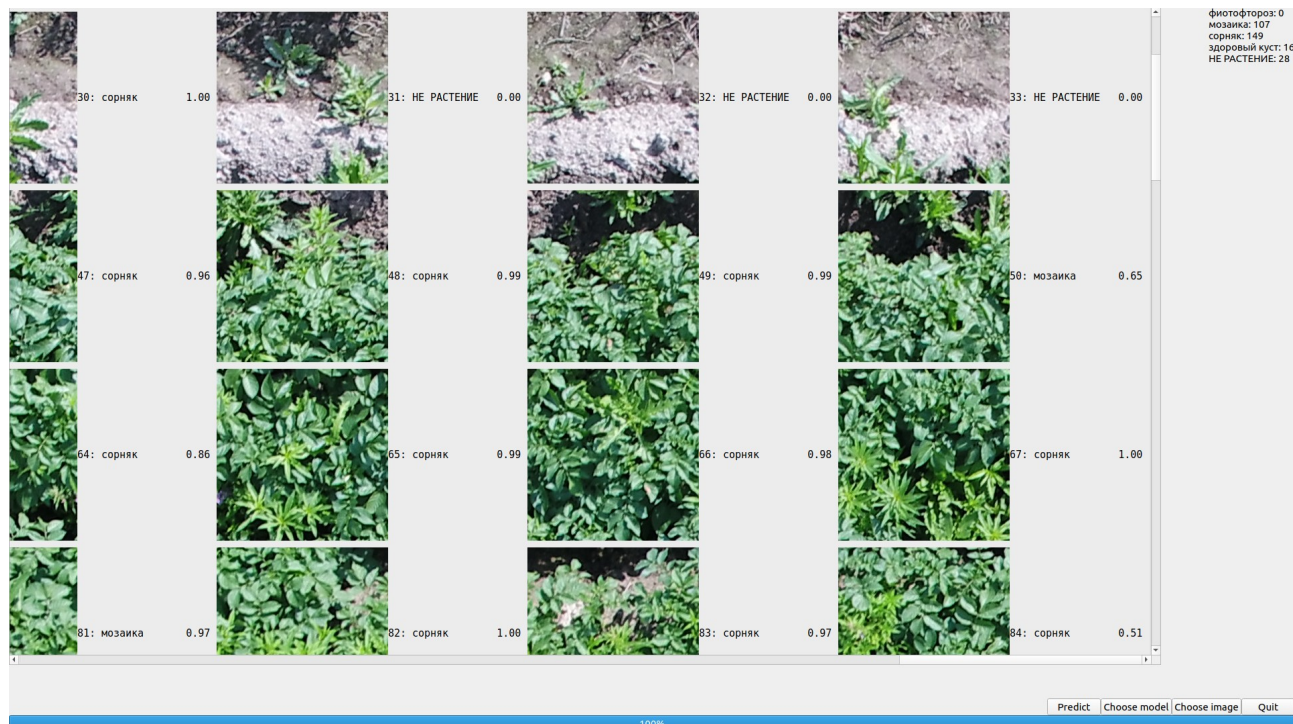 фиотофтороз: 0
мозаика: 107
сорняк: 149
здоровый куст: 16
НЕ РАСТЕНИЕ: 28
30: сорняк 1.00 31: НЕ РАСТЕНИЕ 0.00 32: НЕ РАСТЕНИЕ 0.00 33: НЕ РАСТЕНИЕ 0.00
47: сорняк 0.96 48: сорняк 0.99 49: сорняк 0.99 50: мозаика 0.65
64: сорняк 0.86 65: сорняк 0.99 66: сорняк 0.98 67: сорняк 1.00
81: мозаика 0.97 82: сорняк 1.00 83: сорняк 0.97 84: сорняк 0.51
Predict Choose model Choose image Quit
100%